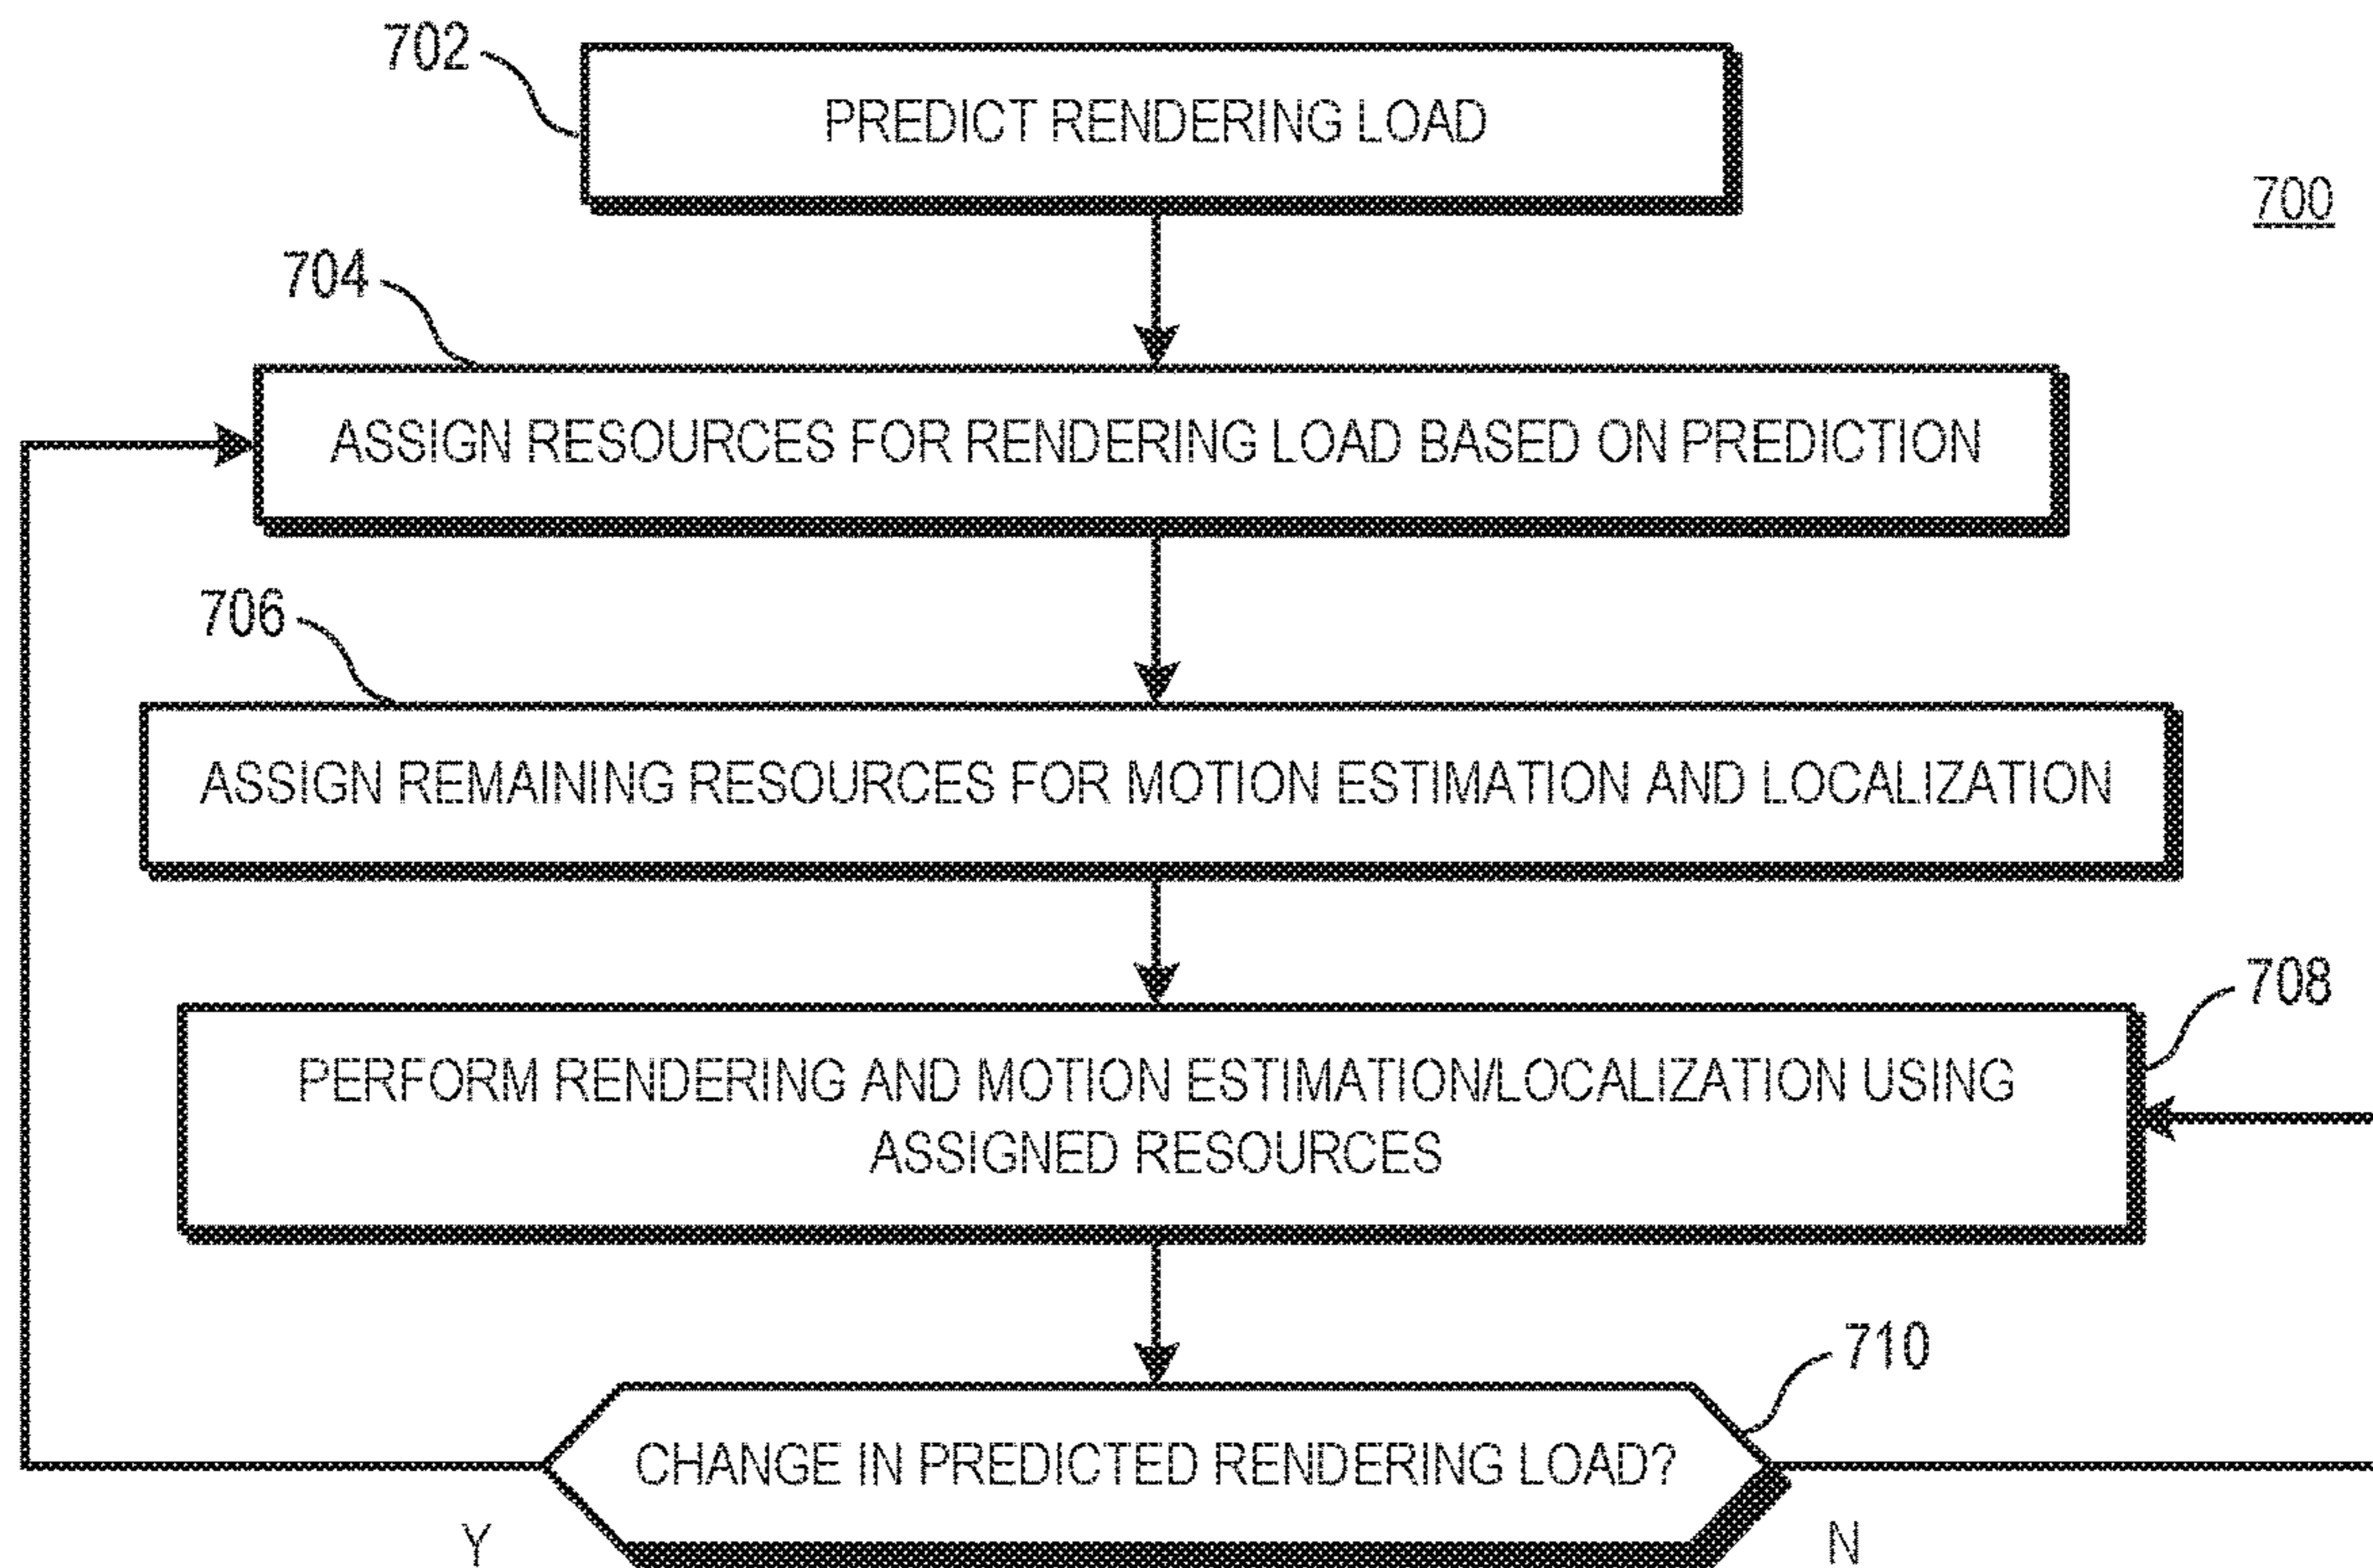 702
PREDICT RENDERING LOAD
700
704
ASSIGN RESOURCES FOR RENDERING LOAD BASED ON PREDICTION
706
ASSIGN REMAINING RESOURCES FOR MOTION ESTIMATION AND LOCALIZATION
708
PERFORM RENDERING AND MOTION ESTIMATION/LOCALIZATION USING
ASSIGNED RESOURCES
710
CHANGE IN PREDICTED RENDERING LOAD?
Y
N